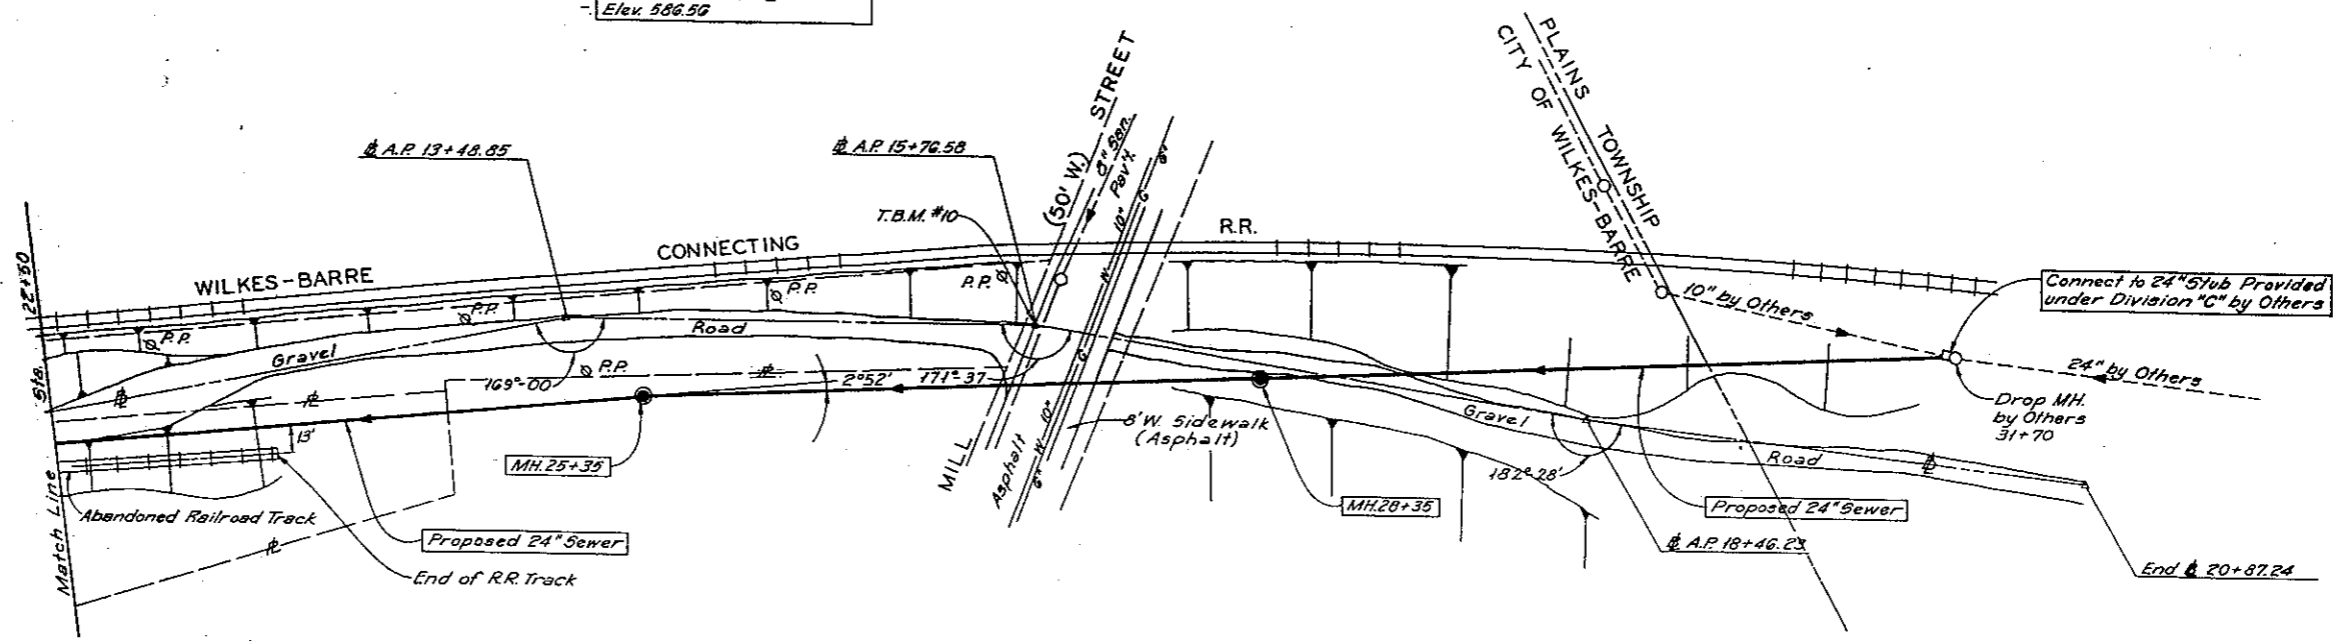 Elev. 586.56
PLAINS TOWNSHIP
CITY OF WILKES-BARRE
MILL STREET
(50' W.)
8" San.
Pav't.
10"
W
G
6"
℄ A.P. 13+48.85
℄ A.P. 15+76.58
T.B.M. #10
WILKES-BARRE
CONNECTING
R.R.
P.P.
P.P.
P.P.
P.P.
P.P.
Gravel
Road
Sta. 22+50
Match Line
169°-00'
2°52'
171°-37
10" by Others
Connect to 24" Stub Provided
under Division "C" by Others
24" by Others
Drop MH.
by Others
31+70
13'
MH. 25+35
Asphalt
6"
W
10"
G
8' W. Sidewalk
(Asphalt)
Gravel
Road
182°-28'
MH. 28+35
Proposed 24" Sewer
℄ A.P. 18+46.23
End ℄ 20+87.24
Abandoned Railroad Track
Proposed 24" Sewer
End of R.R. Track